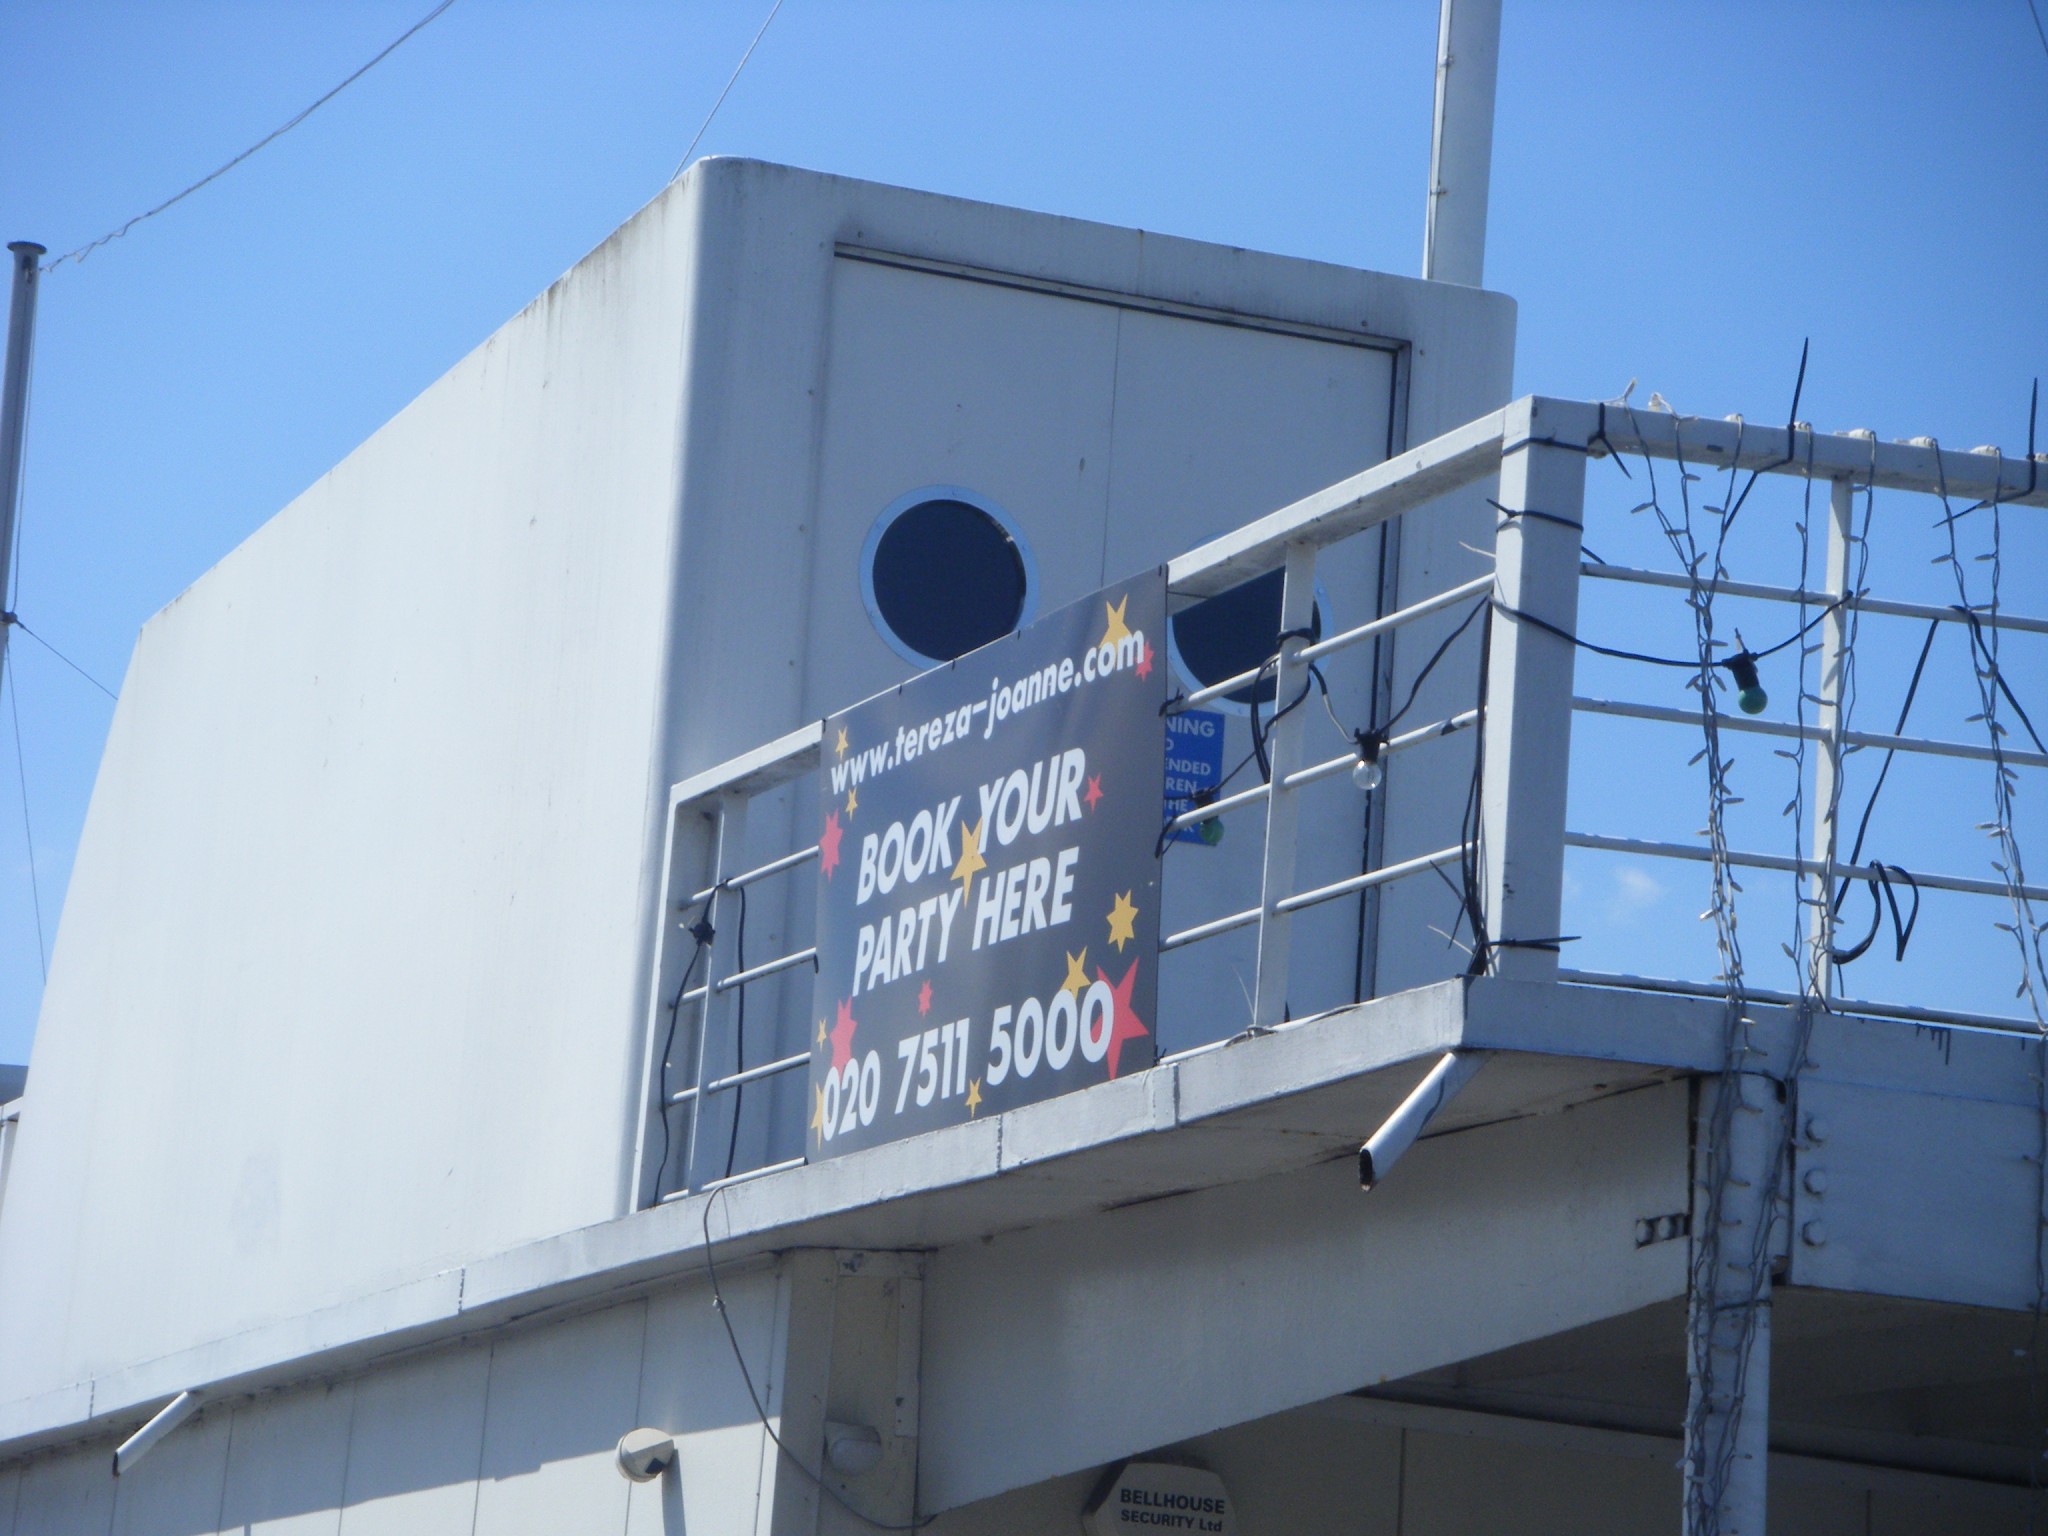 www.tereza-joanne.com
BOOK YOUR
PARTY HERE
020 7511 5000
BELLHOUSE
SECURITY Ltd